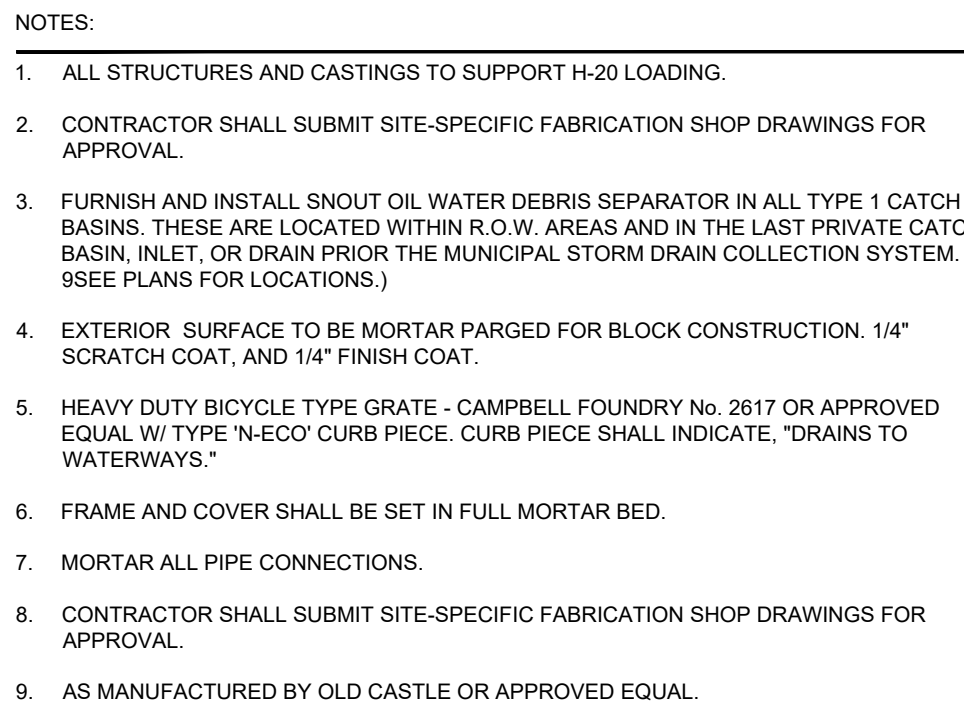 NOTES:
1. ALL STRUCTURES AND CASTINGS TO SUPPORT H-20 LOADING.
2. CONTRACTOR SHALL SUBMIT SITE-SPECIFIC FABRICATION SHOP DRAWINGS FOR
APPROVAL.
3. FURNISH AND INSTALL SNOUT OIL WATER DEBRIS SEPARATOR IN ALL TYPE 1 CATCH
BASINS. THESE ARE LOCATED WITHIN R.O.W. AREAS AND IN THE LAST PRIVATE CATC
BASIN, INLET, OR DRAIN PRIOR THE MUNICIPAL STORM DRAIN COLLECTION SYSTEM.
9SEE PLANS FOR LOCATIONS.)
4. EXTERIOR SURFACE TO BE MORTAR PARGED FOR BLOCK CONSTRUCTION. 1/4"
SCRATCH COAT, AND 1/4" FINISH COAT.
5. HEAVY DUTY BICYCLE TYPE GRATE - CAMPBELL FOUNDRY No. 2617 OR APPROVED
EQUAL W/ TYPE 'N-ECO' CURB PIECE. CURB PIECE SHALL INDICATE, "DRAINS TO
WATERWAYS."
6. FRAME AND COVER SHALL BE SET IN FULL MORTAR BED.
7. MORTAR ALL PIPE CONNECTIONS.
8. CONTRACTOR SHALL SUBMIT SITE-SPECIFIC FABRICATION SHOP DRAWINGS FOR
APPROVAL.
9. AS MANUFACTURED BY OLD CASTLE OR APPROVED EQUAL.